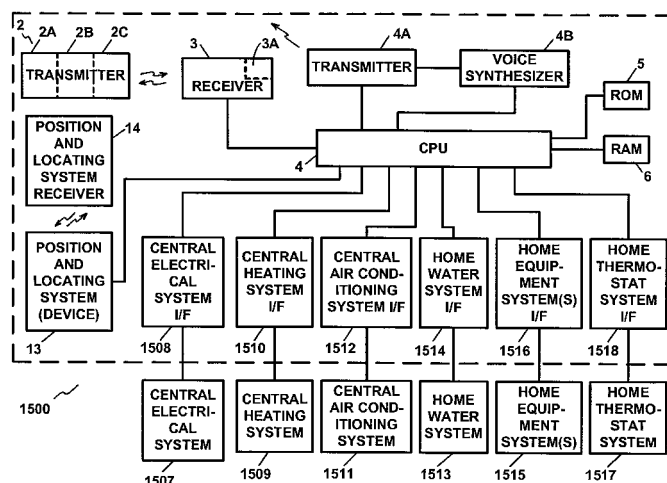 2
2A
2B
2C
TRANSMITTER
3
3A
RECEIVER
4A
TRANSMITTER
4B
VOICE
SYNTHESIZER
5
ROM
RAM
6
CPU
4
14
POSITION
AND
LOCATING
SYSTEM
RECEIVER
POSITION
AND
LOCATING
SYSTEM
(DEVICE)
13
CENTRAL
ELECTRI-
CAL
SYSTEM
I/F
1508
CENTRAL
HEATING
SYSTEM
I/F
1510
CENTRAL
AIR COND-
ITIONING
SYSTEM I/F
1512
HOME
WATER
SYSTEM
I/F
1514
HOME
EQUIP-
MENT
SYSTEM(S)
I/F
1516
HOME
THERMO-
STAT
SYSTEM
I/F
1518
1500
CENTRAL
ELECTRI-
CAL
SYSTEM
1507
CENTRAL
HEATING
SYSTEM
1509
CENTRAL
AIR COND-
ITIONING
SYSTEM
1511
HOME
WATER
SYSTEM
1513
HOME
EQUIP-
MENT
SYSTEM(S)
1515
HOME
THERMO-
STAT
SYSTEM
1517